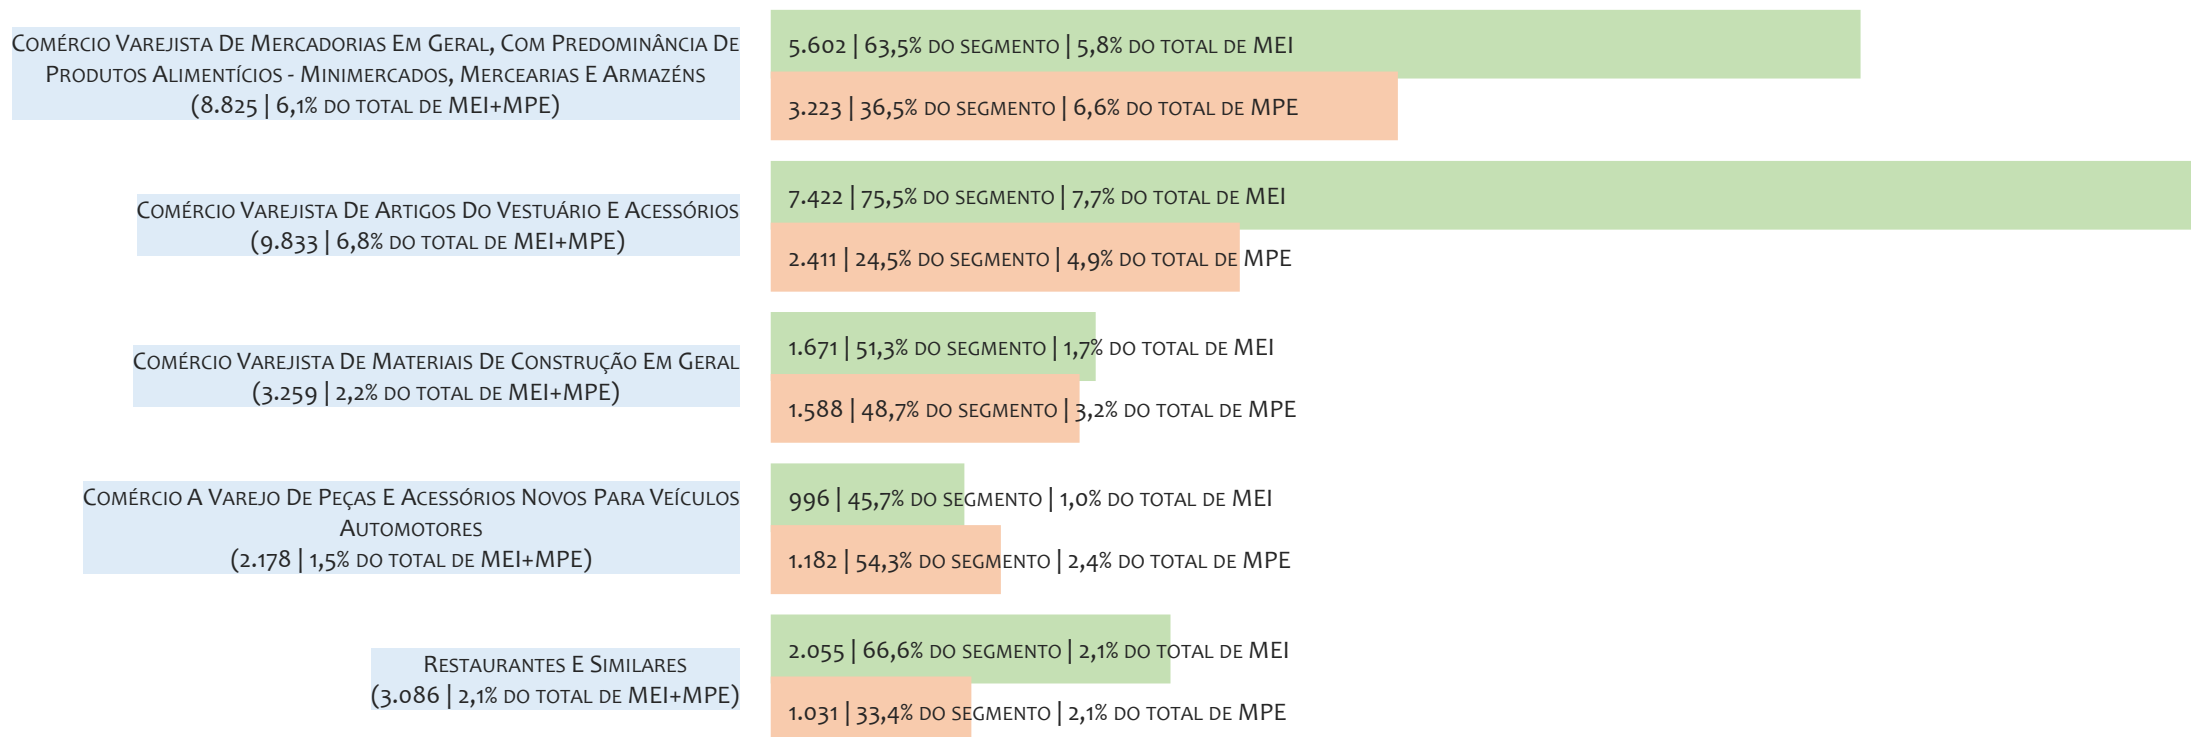 Comércio Varejista De Mercadorias Em Geral, Com Predominância De
Produtos Alimentícios - Minimercados, Mercearias E Armazéns
(8.825 | 6,1% do total de MEI+MPE)
5.602 | 63,5% do segmento | 5,8% do total de MEI
3.223 | 36,5% do segmento | 6,6% do total de MPE
Comércio Varejista De Artigos Do Vestuário E Acessórios
(9.833 | 6,8% do total de MEI+MPE)
7.422 | 75,5% do segmento | 7,7% do total de MEI
2.411 | 24,5% do segmento | 4,9% do total de MPE
Comércio Varejista De Materiais De Construção Em Geral
(3.259 | 2,2% do total de MEI+MPE)
1.671 | 51,3% do segmento | 1,7% do total de MEI
1.588 | 48,7% do segmento | 3,2% do total de MPE
Comércio A Varejo De Peças E Acessórios Novos Para Veículos
Automotores
(2.178 | 1,5% do total de MEI+MPE)
996 | 45,7% do segmento | 1,0% do total de MEI
1.182 | 54,3% do segmento | 2,4% do total de MPE
Restaurantes E Similares
(3.086 | 2,1% do total de MEI+MPE)
2.055 | 66,6% do segmento | 2,1% do total de MEI
1.031 | 33,4% do segmento | 2,1% do total de MPE